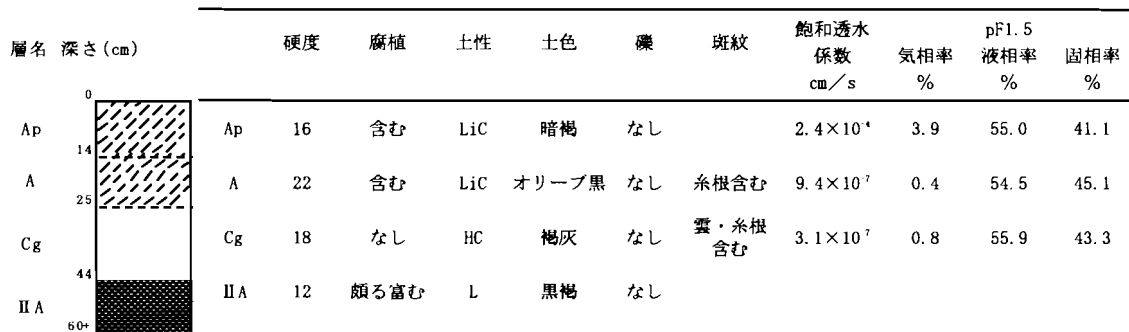 層名 深さ(cm) 硬度 腐植 土性 土色 礫 斑紋 飽和透水係数 cm/s pF1.5 気相率 % 液相率 % 固相率 %
0
Ap Ap 16 含む LiC 暗褐 なし 2.4×10⁻⁴ 3.9 55.0 41.1
14
A A 22 含む LiC オリーブ黒 なし 糸根含む 9.4×10⁻⁷ 0.4 54.5 45.1
25
Cg Cg 18 なし HC 褐灰 なし 雲・糸根含む 3.1×10⁷ 0.8 55.9 43.3
44
ⅡA ⅡA 12 頗る富む L 黒褐 なし
60+